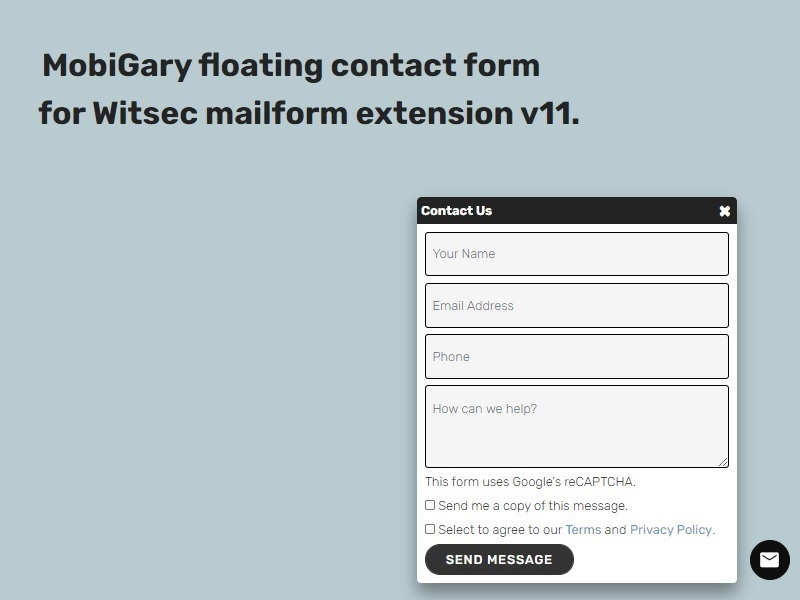 MobiGary floating contact form
for Witsec mailform extension v11.
Contact Us
Your Name
Email Address
Phone
How can we help?
This form uses Google's reCAPTCHA.
Send me a copy of this message.
Select to agree to our Terms and Privacy Policy.
SEND MESSAGE